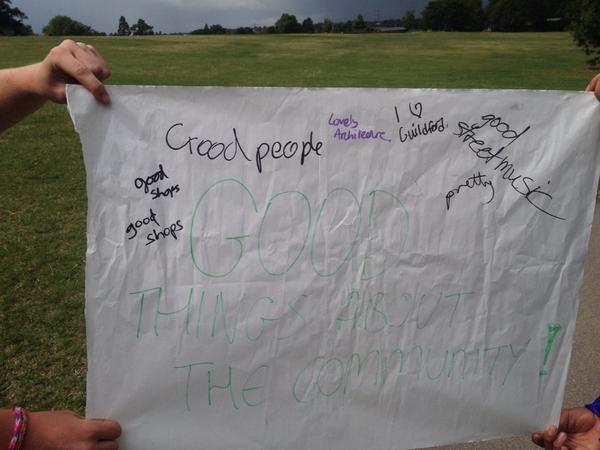 Good people
Lovely
Architecture
I ♡
Guildford.
good
street music
pretty
good
shops
good
shops
GOOD
THINGS ABOUT
THE COMMUNITY!